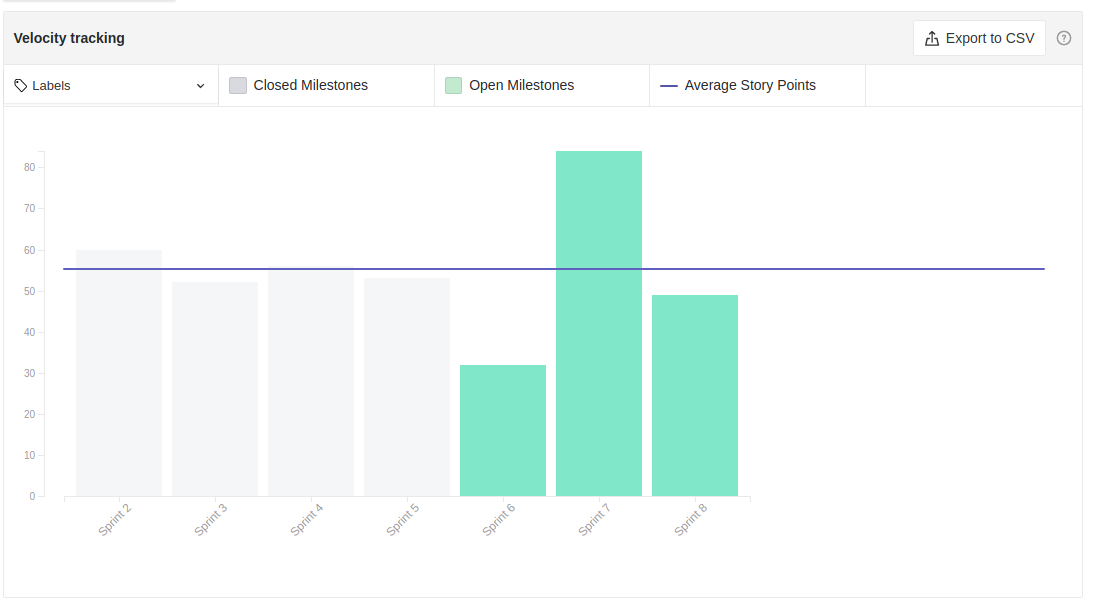 Velocity tracking
Export to CSV
?
Labels
Closed Milestones
Open Milestones
Average Story Points
80
70
60
50
40
30
20
10
0
Sprint 2
Sprint 3
Sprint 4
Sprint 5
Sprint 6
Sprint 7
Sprint 8